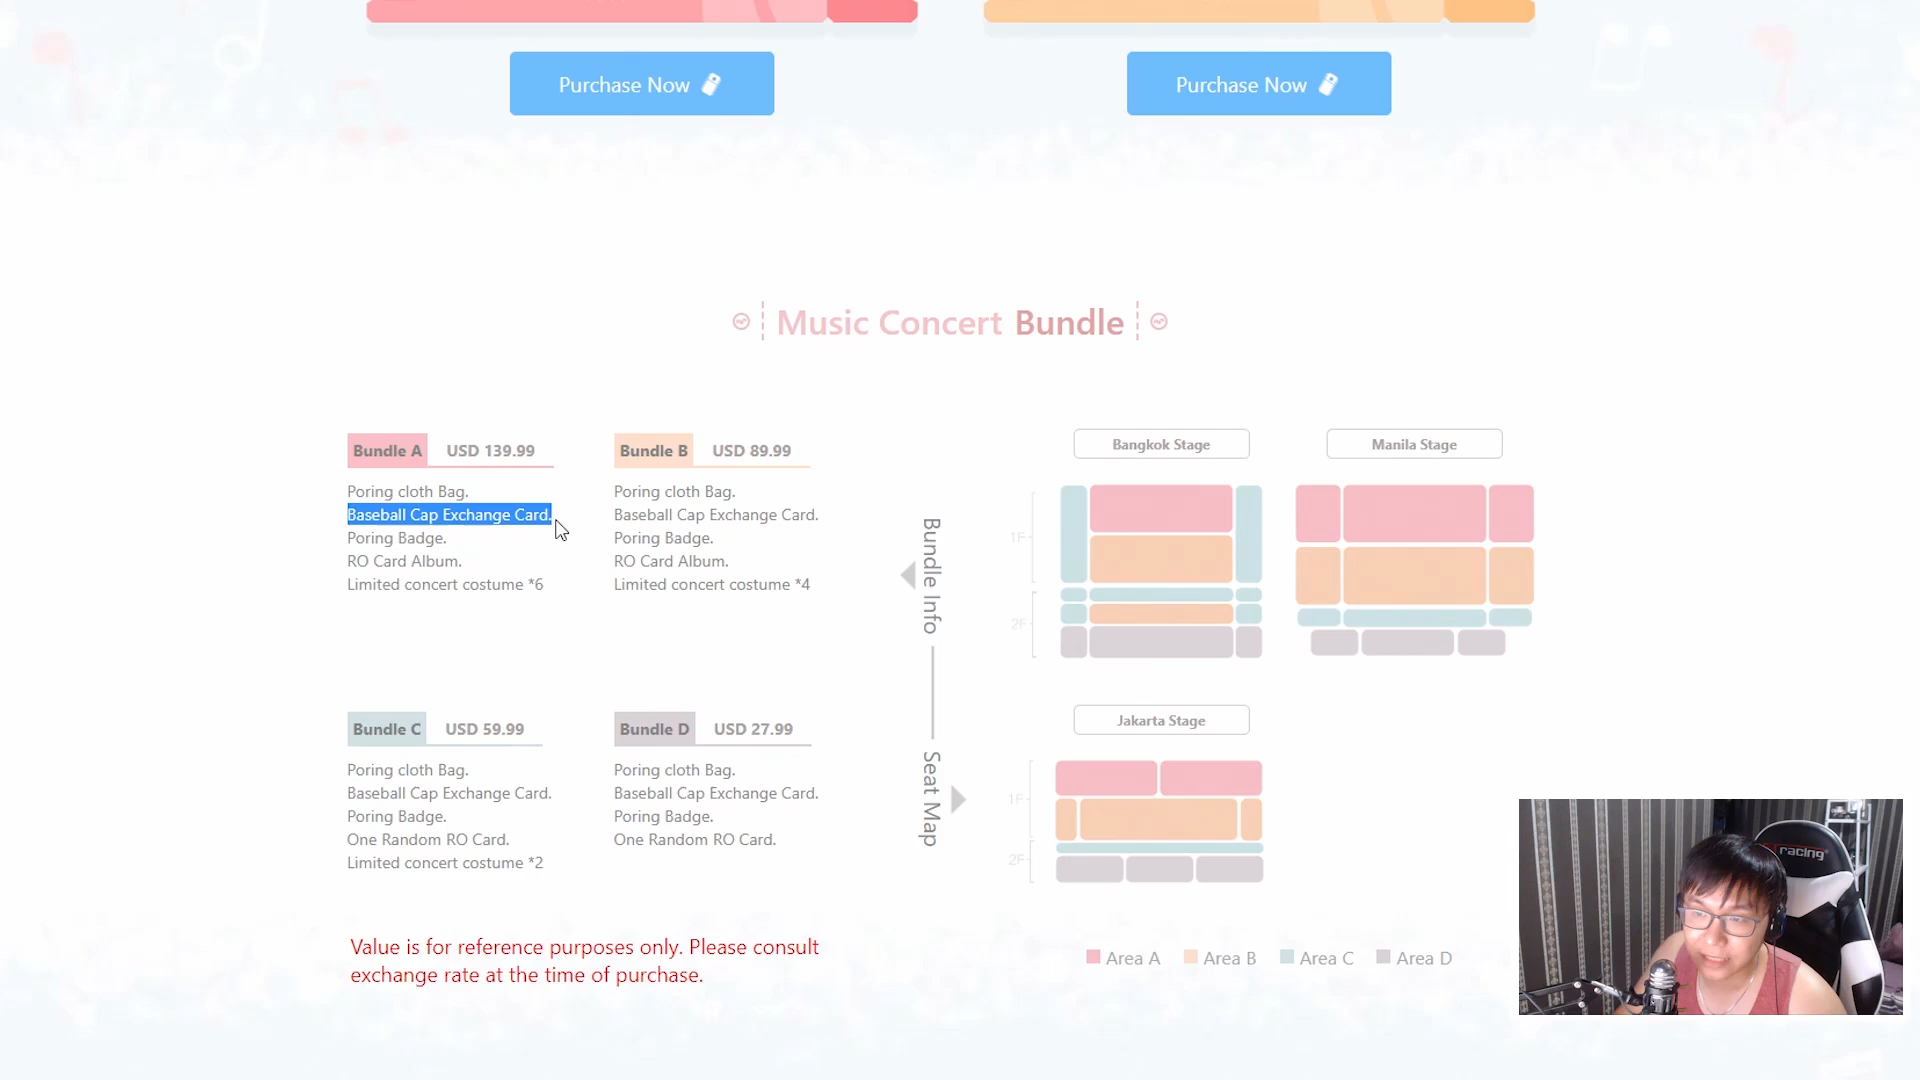 Purchase Now
Purchase Now
Music Concert Bundle
Bundle A USD 139.99
Poring cloth Bag.
Baseball Cap Exchange Card.
Poring Badge.
RO Card Album.
Limited concert costume *6
Bundle B USD 89.99
Poring cloth Bag.
Baseball Cap Exchange Card.
Poring Badge.
RO Card Album.
Limited concert costume *4
Bundle C USD 59.99
Poring cloth Bag.
Baseball Cap Exchange Card.
Poring Badge.
One Random RO Card.
Limited concert costume *2
Bundle D USD 27.99
Poring cloth Bag.
Baseball Cap Exchange Card.
Poring Badge.
One Random RO Card.
Value is for reference purposes only. Please consult
exchange rate at the time of purchase.
Bundle Info
Seat Map
Bangkok Stage
1F
2F
Manila Stage
Jakarta Stage
1F
2F
Area A Area B Area C Area D
racing